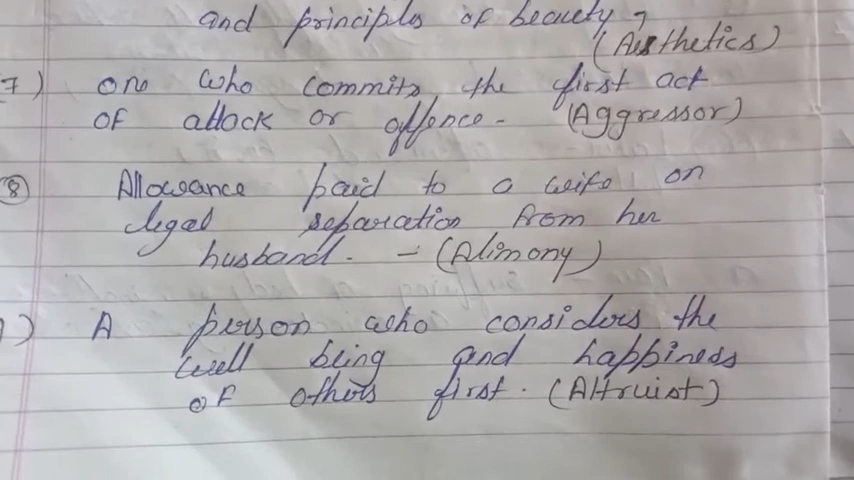 and principles of beauty,
(Aesthetics)
7) one who commits the first act
of attack or offence - (Aggressor)
8 Allowance paid to a wife on
legal separation from her
husband. - (Alimony)
) A person who considers the
well being and happiness
of others first. (Altruist)